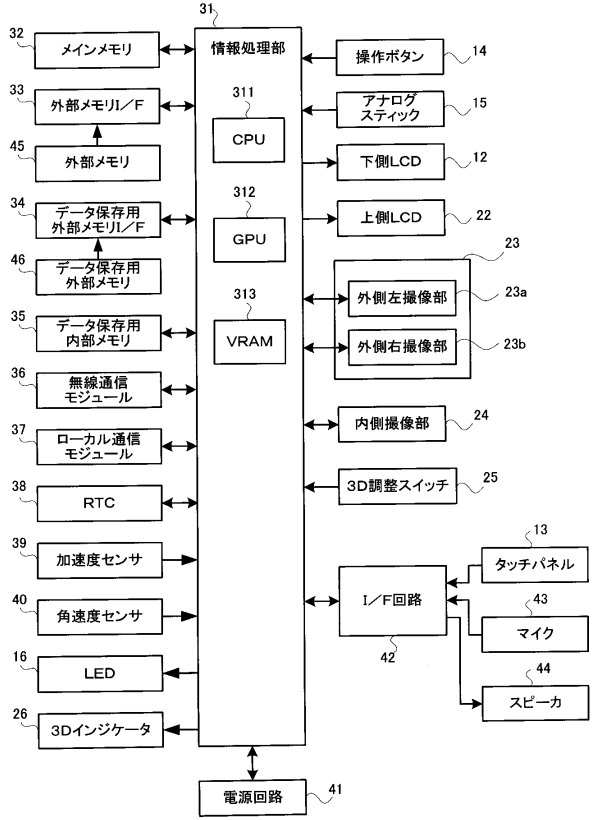 31
情報処理部
311
CPU
312
GPU
313
VRAM
32
メインメモリ
33
外部メモリI／F
45
外部メモリ
34
データ保存用
外部メモリI／F
46
データ保存用
外部メモリ
35
データ保存用
内部メモリ
36
無線通信
モジュール
37
ローカル通信
モジュール
38
RTC
39
加速度センサ
40
角速度センサ
16
LED
26
3Dインジケータ
操作ボタン
14
アナログ
スティック
15
下側LCD
12
上側LCD
22
23
外側左撮像部
23a
外側右撮像部
23b
内側撮像部
24
3D調整スイッチ
25
I／F回路
42
13
タッチパネル
43
マイク
44
スピーカ
電源回路
41